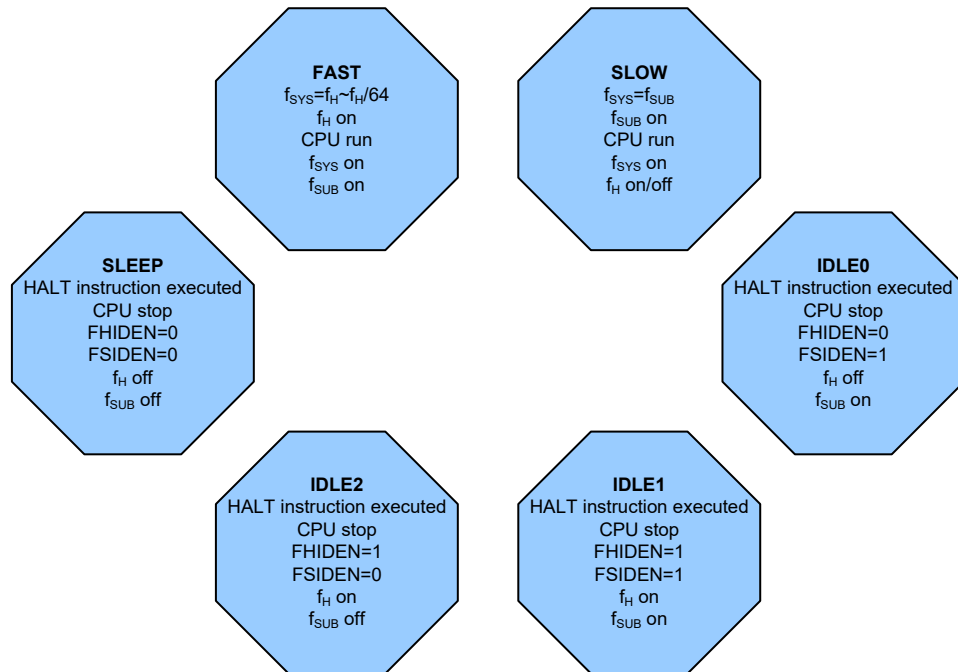 FAST
fSYS=fH~fH/64
fH on
CPU run
fSYS on
fSUB on
SLOW
fSYS=fSUB
fSUB on
CPU run
fSYS on
fH on/off
SLEEP
HALT instruction executed
CPU stop
FHIDEN=0
FSIDEN=0
fH off
fSUB off
IDLE0
HALT instruction executed
CPU stop
FHIDEN=0
FSIDEN=1
fH off
fSUB on
IDLE2
HALT instruction executed
CPU stop
FHIDEN=1
FSIDEN=0
fH on
fSUB off
IDLE1
HALT instruction executed
CPU stop
FHIDEN=1
FSIDEN=1
fH on
fSUB on